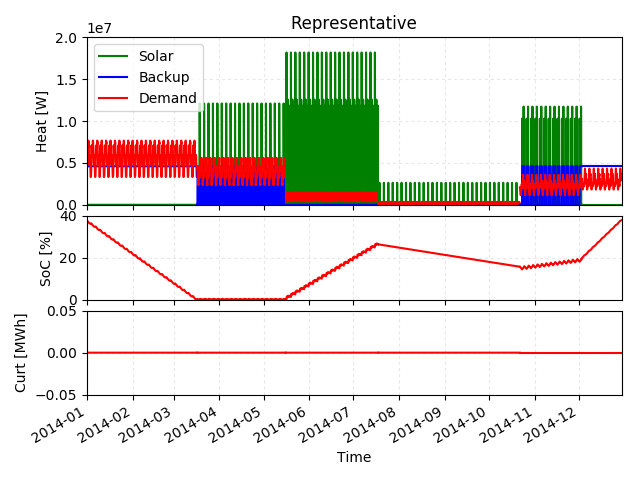 Representative
1e7
2.0
1.5
1.0
0.5
0.0
Heat [W]
Solar
Backup
Demand
40
20
0
SoC [%]
0.05
0.00
−0.05
Curt [MWh]
2014-01
2014-02
2014-03
2014-04
2014-05
2014-06
2014-07
2014-08
2014-09
2014-10
2014-11
2014-12
Time